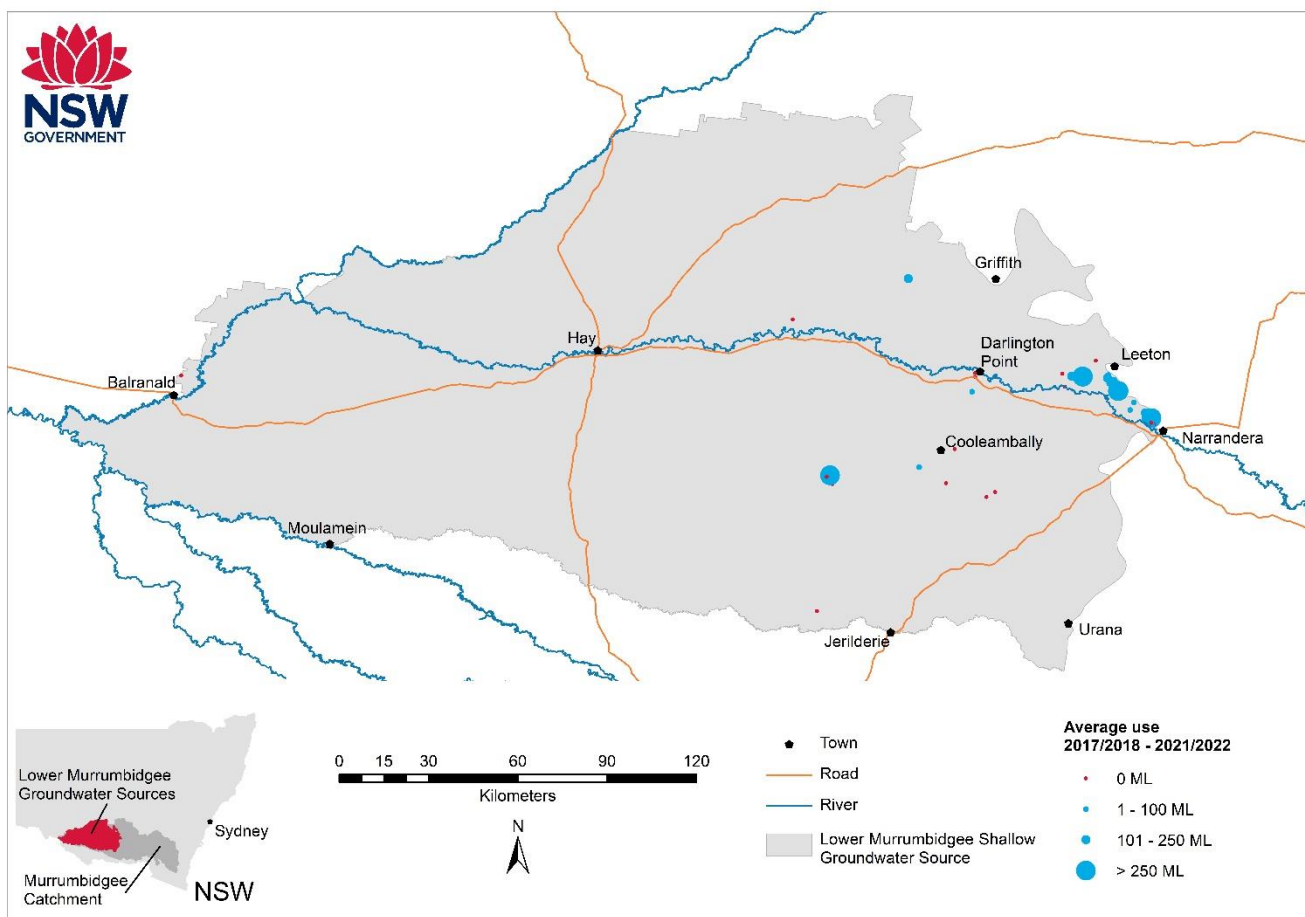 NSW
GOVERNMENT
Griffith
Hay
Darlington
Point
Leeton
Balranald
Narrandera
Cooleambally
Moulamein
Jerilderie
Urana
Lower Murrumbidgee
Groundwater Sources
Sydney
Murrumbidgee
Catchment
NSW
0 15 30 60 90 120
Kilometers
N
Town
Road
River
Lower Murrumbidgee Shallow
Groundwater Source
Average use
2017/2018 - 2021/2022
0 ML
1 - 100 ML
101 - 250 ML
> 250 ML